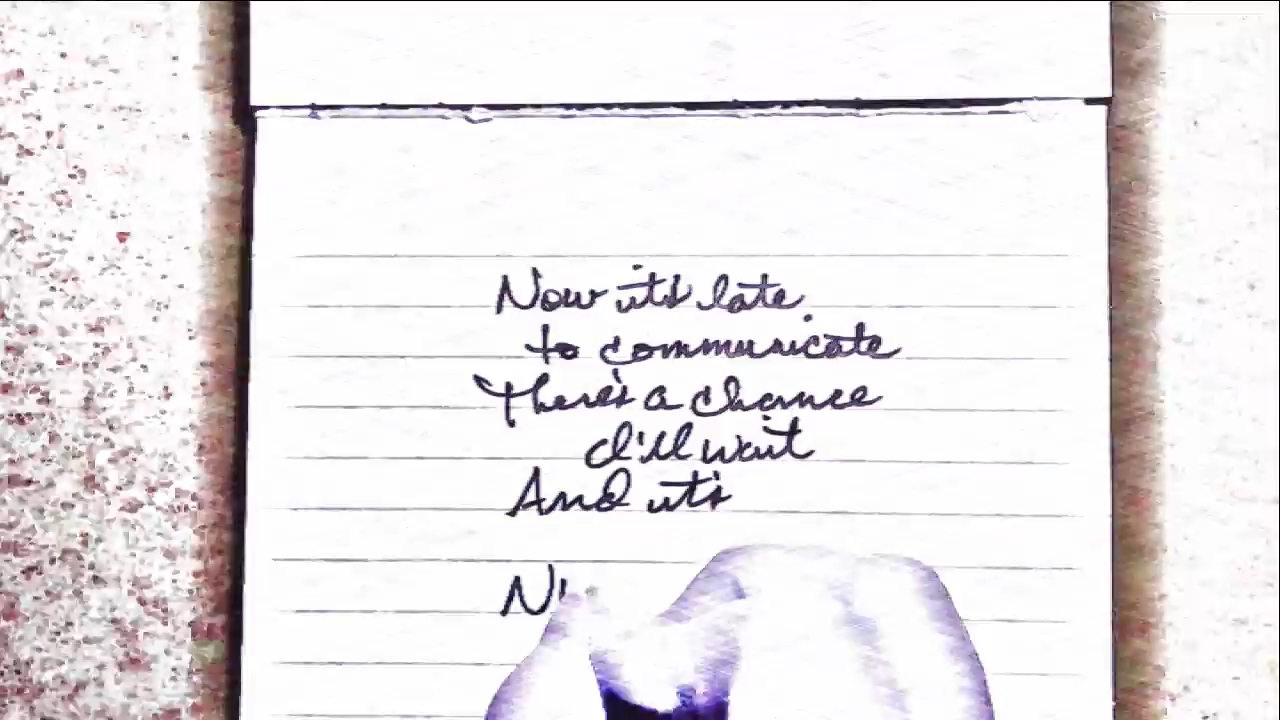 Now it's late
to communicate
There's a chance
I'll wait
And it's
N